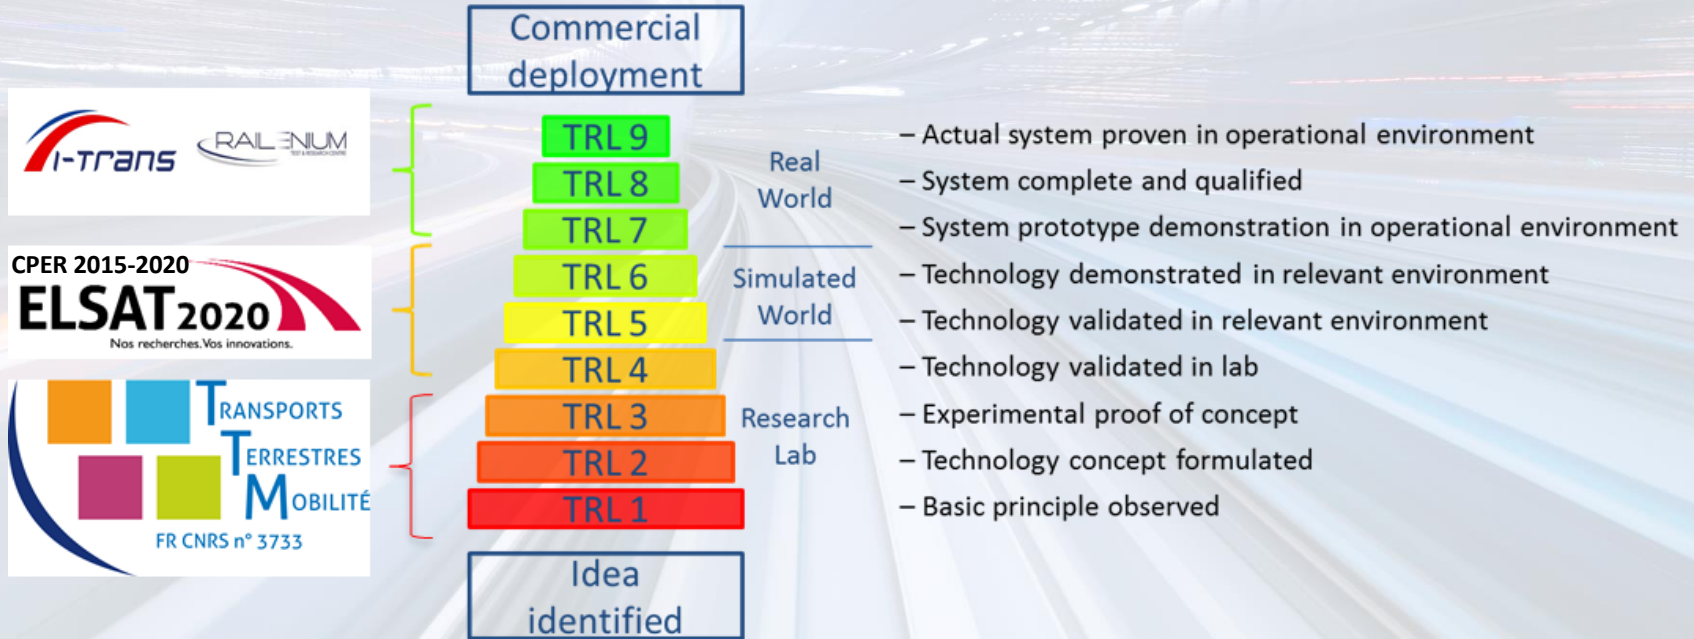 Commercial
deployment
i-Trans
RAILENIUM
TEST & RESEARCH CENTRE
CPER 2015-2020
ELSAT2020
Nos recherches. Vos innovations.
TRANSPORTS
TERRESTRES
MOBILITÉ
FR CNRS n° 3733
TRL 9
TRL 8
TRL 7
TRL 6
TRL 5
TRL 4
TRL 3
TRL 2
TRL 1
Real
World
Simulated
World
Research
Lab
– Actual system proven in operational environment
– System complete and qualified
– System prototype demonstration in operational environment
– Technology demonstrated in relevant environment
– Technology validated in relevant environment
– Technology validated in lab
– Experimental proof of concept
– Technology concept formulated
– Basic principle observed
Idea
identified